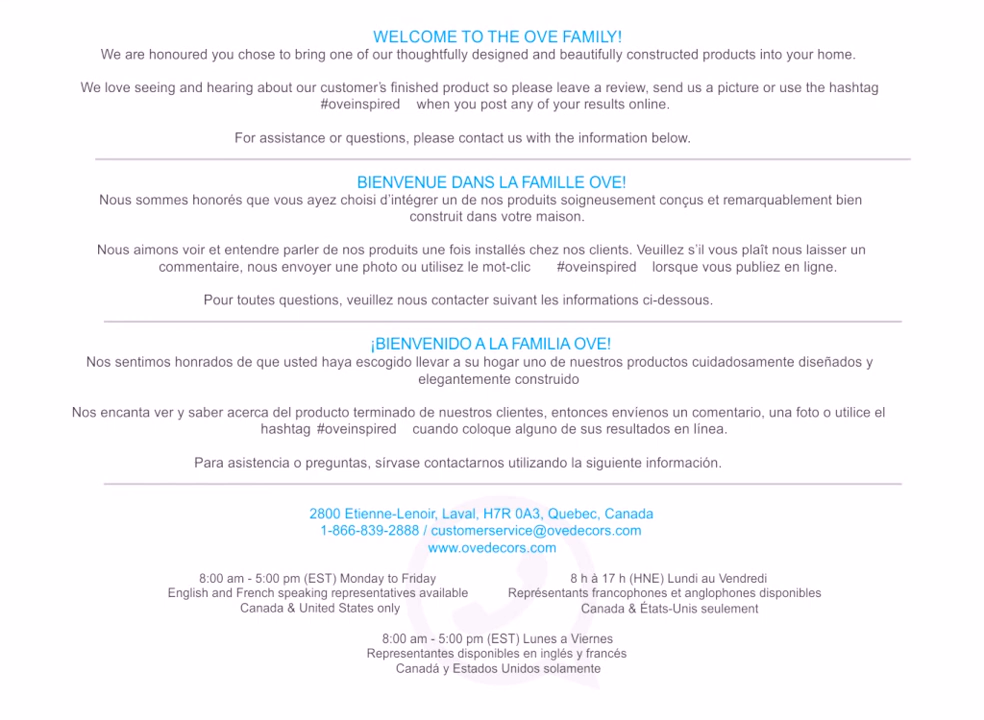 WELCOME TO THE OVE FAMILY!
We are honoured you chose to bring one of our thoughtfully designed and beautifully constructed products into your home.
We love seeing and hearing about our customer's finished product so please leave a review, send us a picture or use the hashtag
#oveinspired when you post any of your results online.
For assistance or questions, please contact us with the information below.
BIENVENUE DANS LA FAMILLE OVE!
Nous sommes honorés que vous ayez choisi d'intégrer un de nos produits soigneusement conçus et remarquablement bien
construit dans votre maison.
Nous aimons voir et entendre parler de nos produits une fois installés chez nos clients. Veuillez s'il vous plaît nous laisser un
commentaire, nous envoyer une photo ou utilisez le mot-clic #oveinspired lorsque vous publiez en ligne.
Pour toutes questions, veuillez nous contacter suivant les informations ci-dessous.
¡BIENVENIDO A LA FAMILIA OVE!
Nos sentimos honrados de que usted haya escogido llevar a su hogar uno de nuestros productos cuidadosamente diseñados y
elegantemente construido
Nos encanta ver y saber acerca del producto terminado de nuestros clientes, entonces envíenos un comentario, una foto o utilice el
hashtag #oveinspired cuando coloque alguno de sus resultados en línea.
Para asistencia o preguntas, sírvase contactarnos utilizando la siguiente información.
2800 Etienne-Lenoir, Laval, H7R 0A3, Quebec, Canada
1-866-839-2888 / customerservice@ovedecors.com
www.ovedecors.com
8:00 am - 5:00 pm (EST) Monday to Friday
English and French speaking representatives available
Canada & United States only
8 h à 17 h (HNE) Lundi au Vendredi
Représentants francophones et anglophones disponibles
Canada & États-Unis seulement
8:00 am - 5:00 pm (EST) Lunes a Viernes
Representantes disponibles en inglés y francés
Canadá y Estados Unidos solamente